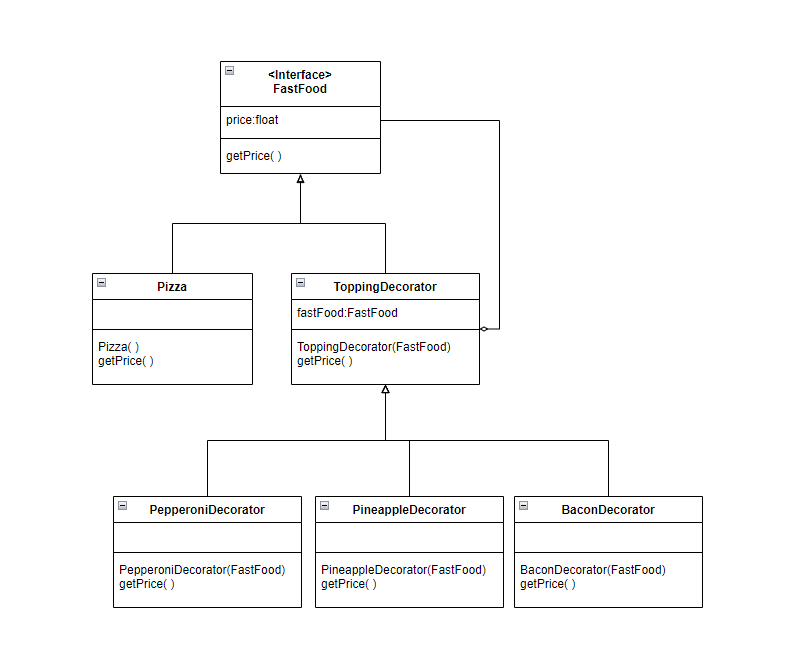 <Interface>
FastFood
price:float
getPrice( )
Pizza
Pizza( )
getPrice( )
ToppingDecorator
fastFood:FastFood
ToppingDecorator(FastFood)
getPrice( )
PepperoniDecorator
PepperoniDecorator(FastFood)
getPrice( )
PineappleDecorator
PineappleDecorator(FastFood)
getPrice( )
BaconDecorator
BaconDecorator(FastFood)
getPrice( )